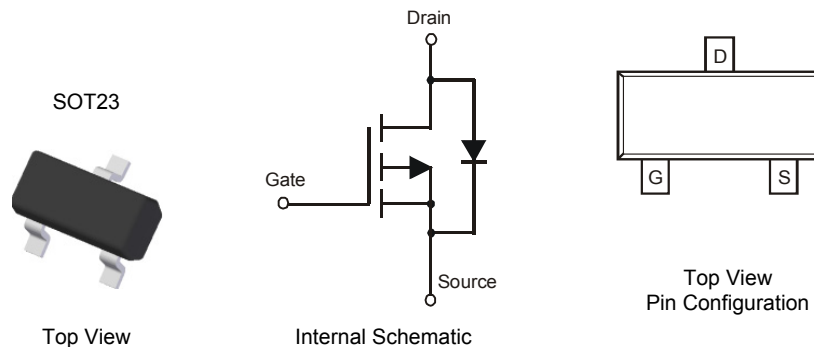 SOT23
Top View
Drain
Gate
Source
Internal Schematic
D
G
S
Top View
Pin Configuration